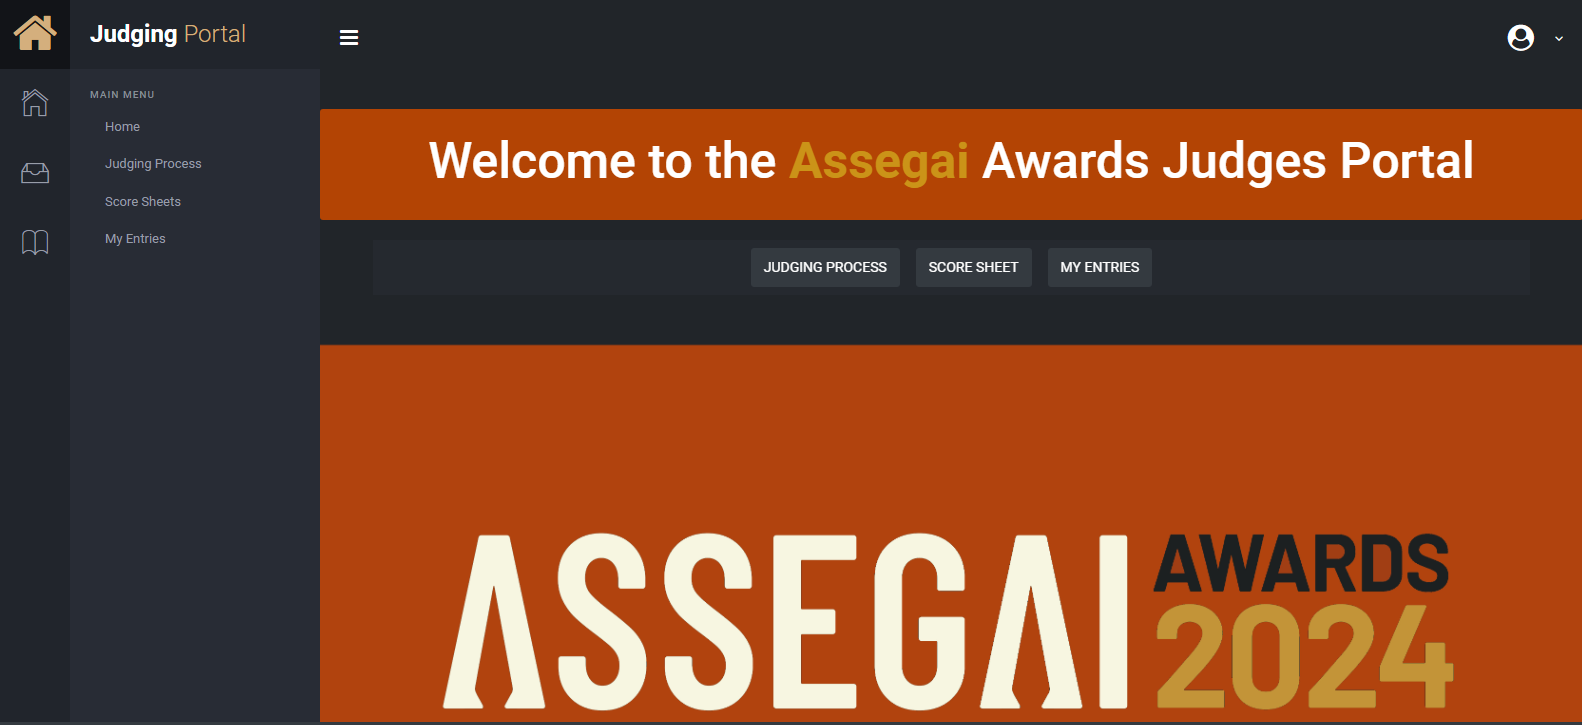 Judging Portal
MAIN MENU
Home
Judging Process
Score Sheets
My Entries
Welcome to the Assegai Awards Judges Portal
JUDGING PROCESS SCORE SHEET MY ENTRIES
ASSEGAI AWARDS
2024